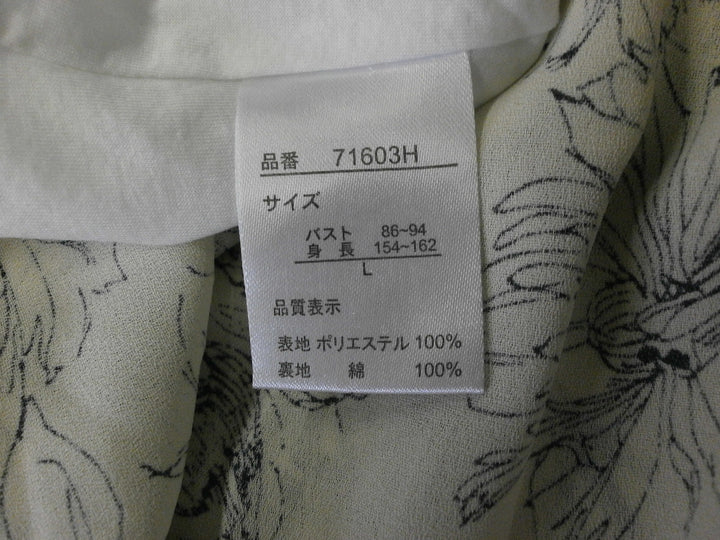 品番 71603H
サイズ
バスト 86~94
身長 154~162
L
品質表示
表地 ポリエステル 100%
裏地 綿 100%